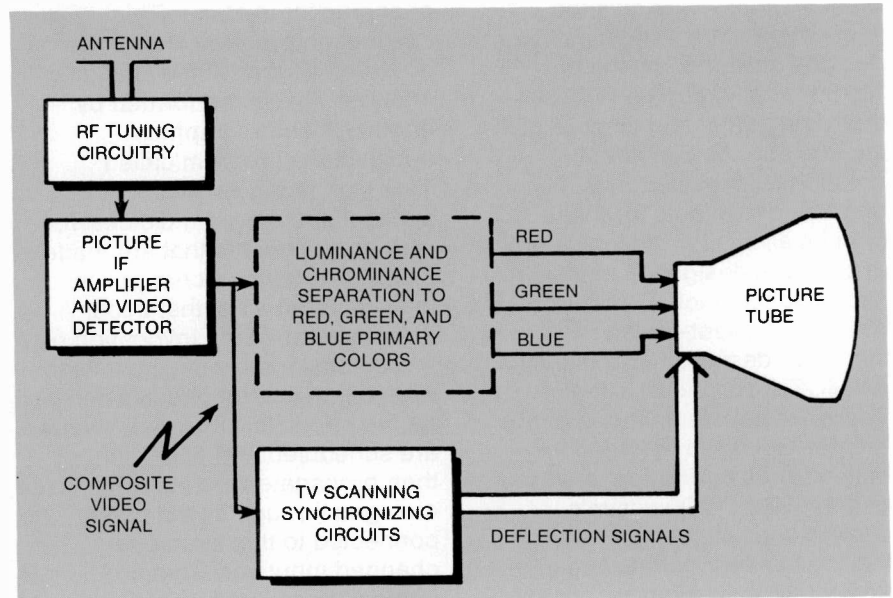 ANTENNA
RF TUNING
CIRCUITRY
PICTURE
IF
AMPLIFIER
AND VIDEO
DETECTOR
LUMINANCE AND
CHROMINANCE
SEPARATION TO
RED, GREEN, AND
BLUE PRIMARY
COLORS
RED
GREEN
BLUE
PICTURE
TUBE
COMPOSITE
VIDEO
SIGNAL
TV SCANNING
SYNCHRONIZING
CIRCUITS
DEFLECTION SIGNALS